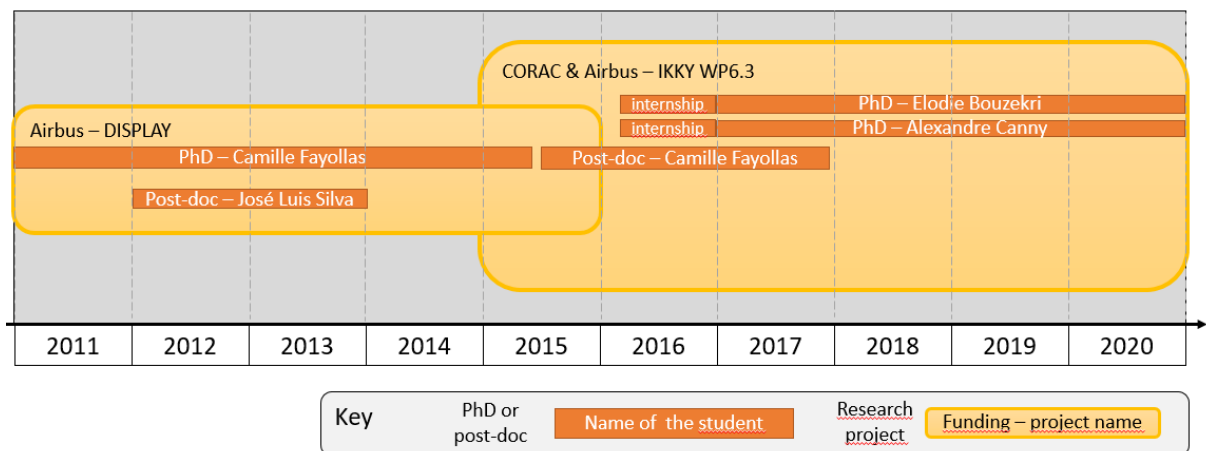 CORAC & Airbus – IKKY WP6.3
internship PhD – Elodie Bouzekri
internship PhD – Alexandre Canny
Airbus – DISPLAY
PhD – Camille Fayollas Post-doc – Camille Fayollas
Post-doc – José Luis Silva
2011 2012 2013 2014 2015 2016 2017 2018 2019 2020
Key
PhD or
post-doc
Name of the student
Research
project
Funding – project name